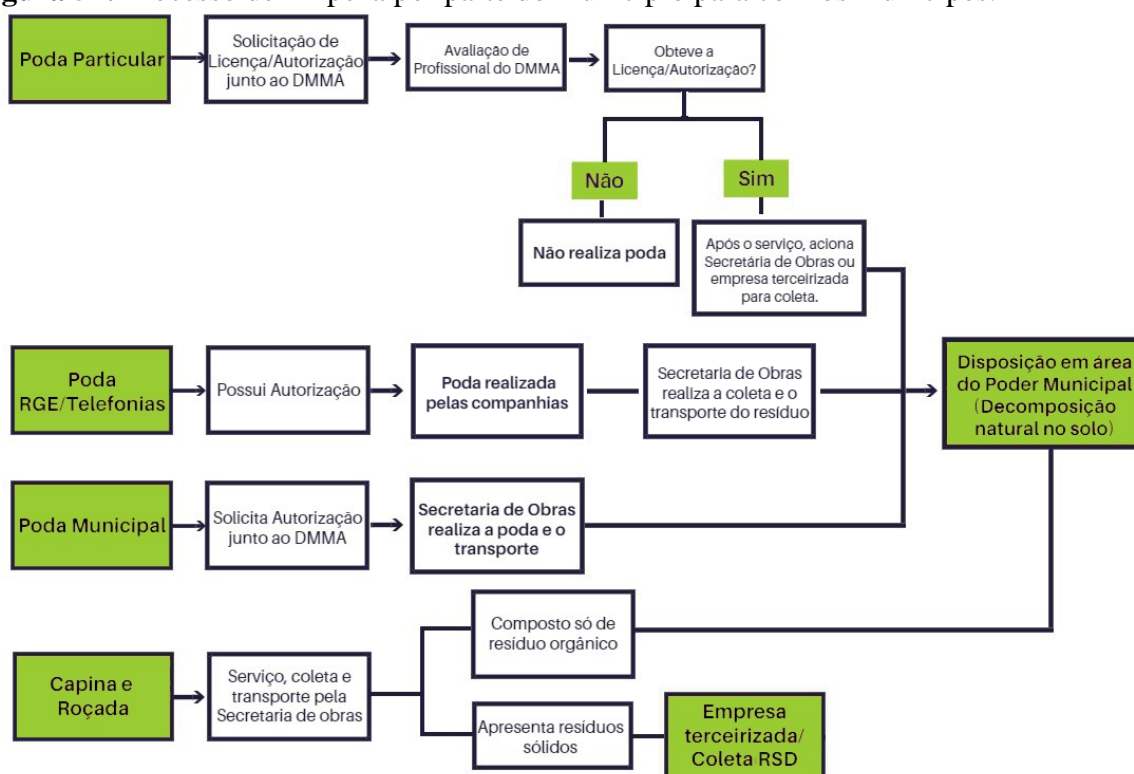 Poda Particular
Solicitação de
Licença/Autorização
junto ao DMMA
Avaliação de
Profissional do DMMA
Obteve a
Licença/Autorização?
Não
Sim
Não realiza poda
Após o serviço, aciona
Secretária de Obras ou
empresa terceirizada
para coleta.
Poda
RGE/Telefonias
Possui Autorização
Poda realizada
pelas companhias
Secretaria de Obras
realiza a coleta e o
transporte do resíduo
Disposição em área
do Poder Municipal
(Decomposição
natural no solo)
Poda Municipal
Solicita Autorização
junto ao DMMA
Secretaria de Obras
realiza a poda e o
transporte
Capina e
Roçada
Serviço, coleta e
transporte pela
Secretaria de obras
Composto só de
resíduo orgânico
Apresenta resíduos
sólidos
Empresa
terceirizada/
Coleta RSD